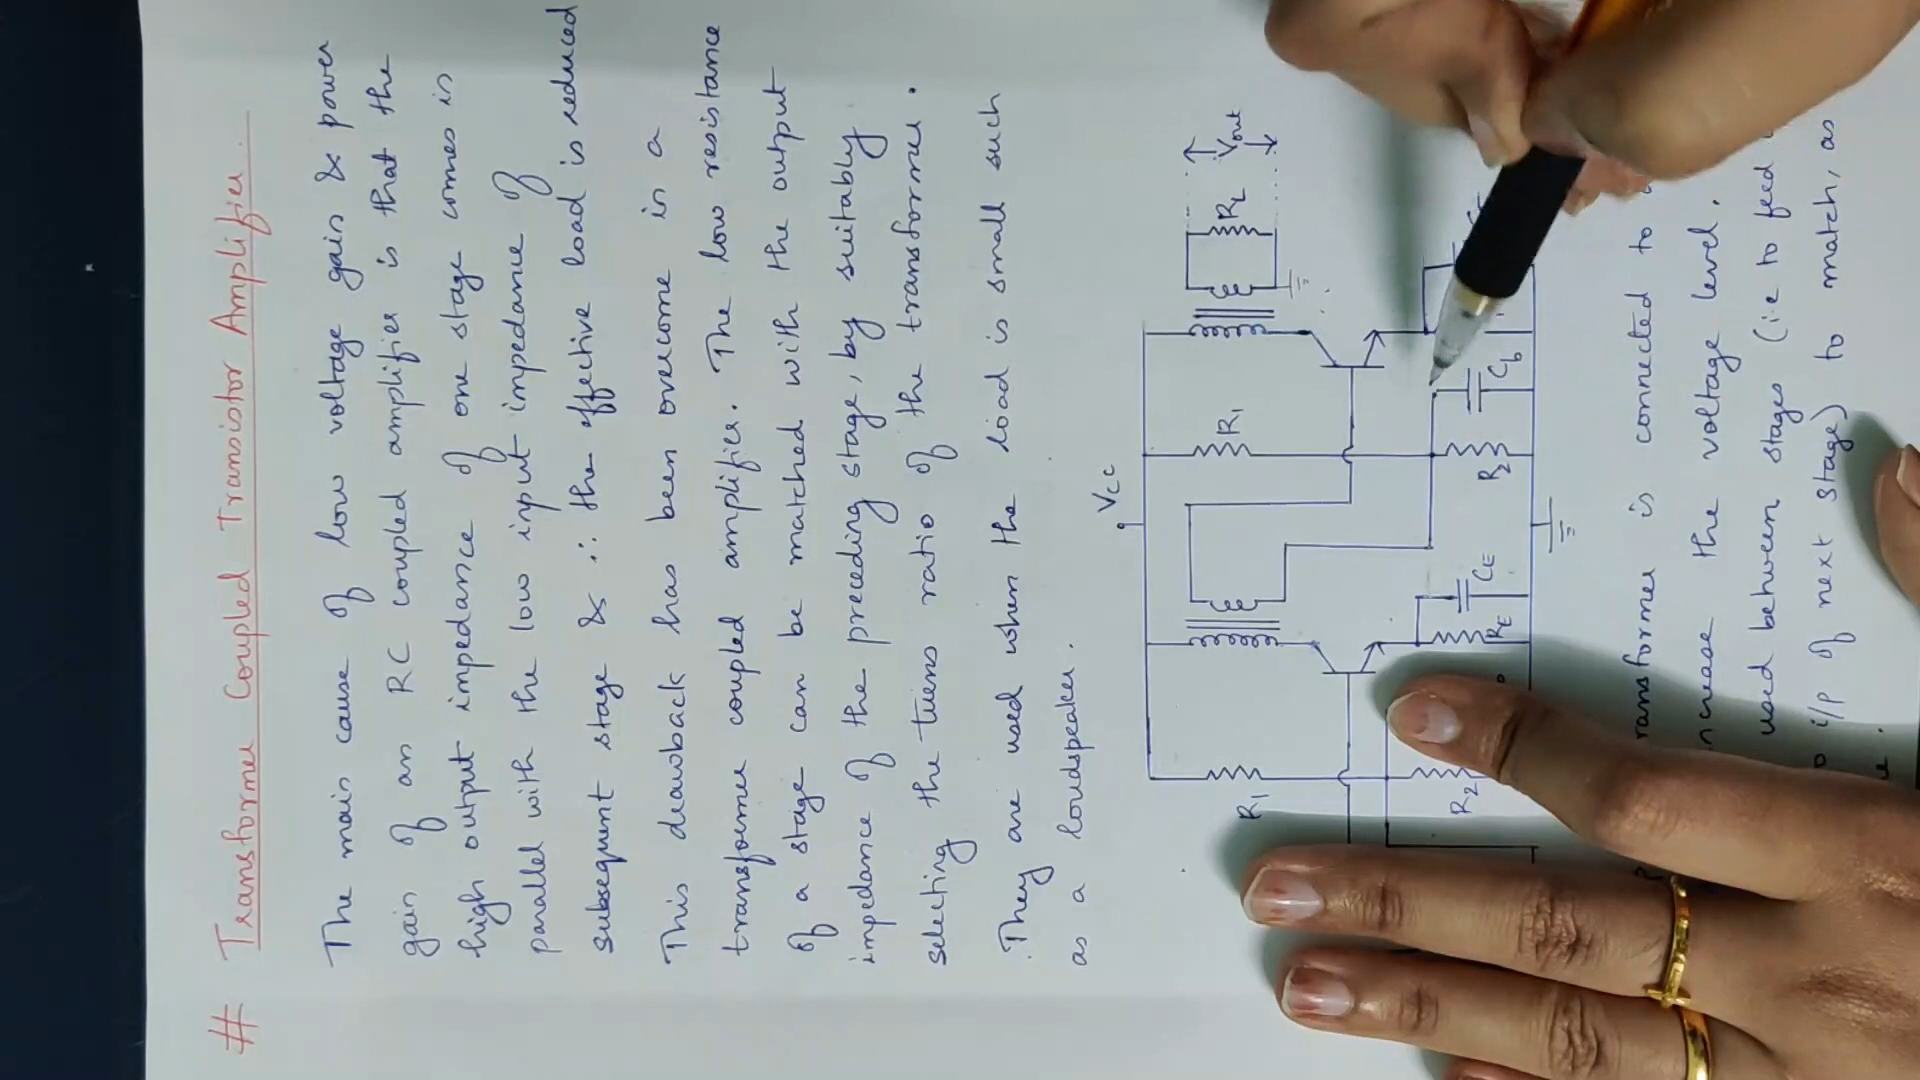 # Transformer Coupled Transistor Amplifier.
The main cause of low voltage gain & power
gain of an RC coupled amplifier is that the
high output impedance of one stage comes in
parallel with the low input impedance of
subsequent stage & ∴ the effective load is reduced
This drawback has been overcome in a
transformer coupled amplifier. The low resistance
of a stage can be matched with the output
impedance of the preceding stage, by suitably
selecting the turns ratio of the transformer.
They are used when the load is small such
as a loudspeaker.
Vcc
R1
R1
RL
Vout
R2
RE
CE
R2
Cb
ransformer is connected to
ncrease the voltage level.
used between stages (i.e to feed
i/p of next stage) to match, as